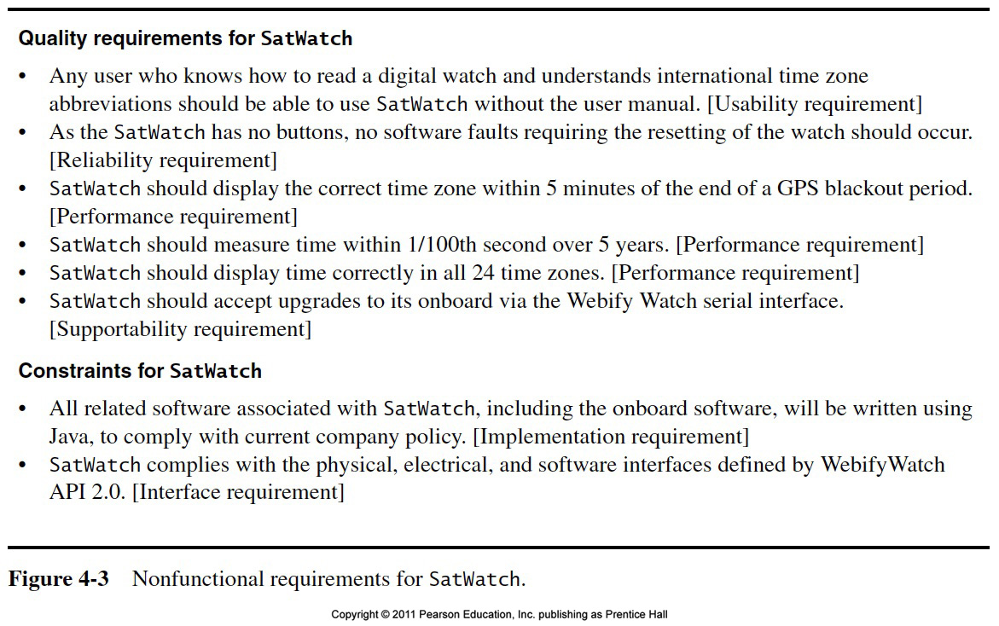 Quality requirements for SatWatch
• Any user who knows how to read a digital watch and understands international time zone
abbreviations should be able to use SatWatch without the user manual. [Usability requirement]
• As the SatWatch has no buttons, no software faults requiring the resetting of the watch should occur.
[Reliability requirement]
• SatWatch should display the correct time zone within 5 minutes of the end of a GPS blackout period.
[Performance requirement]
• SatWatch should measure time within 1/100th second over 5 years. [Performance requirement]
• SatWatch should display time correctly in all 24 time zones. [Performance requirement]
• SatWatch should accept upgrades to its onboard via the Webify Watch serial interface.
[Supportability requirement]
Constraints for SatWatch
• All related software associated with SatWatch, including the onboard software, will be written using
Java, to comply with current company policy. [Implementation requirement]
• SatWatch complies with the physical, electrical, and software interfaces defined by WebifyWatch
API 2.0. [Interface requirement]
Figure 4-3 Nonfunctional requirements for SatWatch.
Copyright © 2011 Pearson Education, Inc. publishing as Prentice Hall